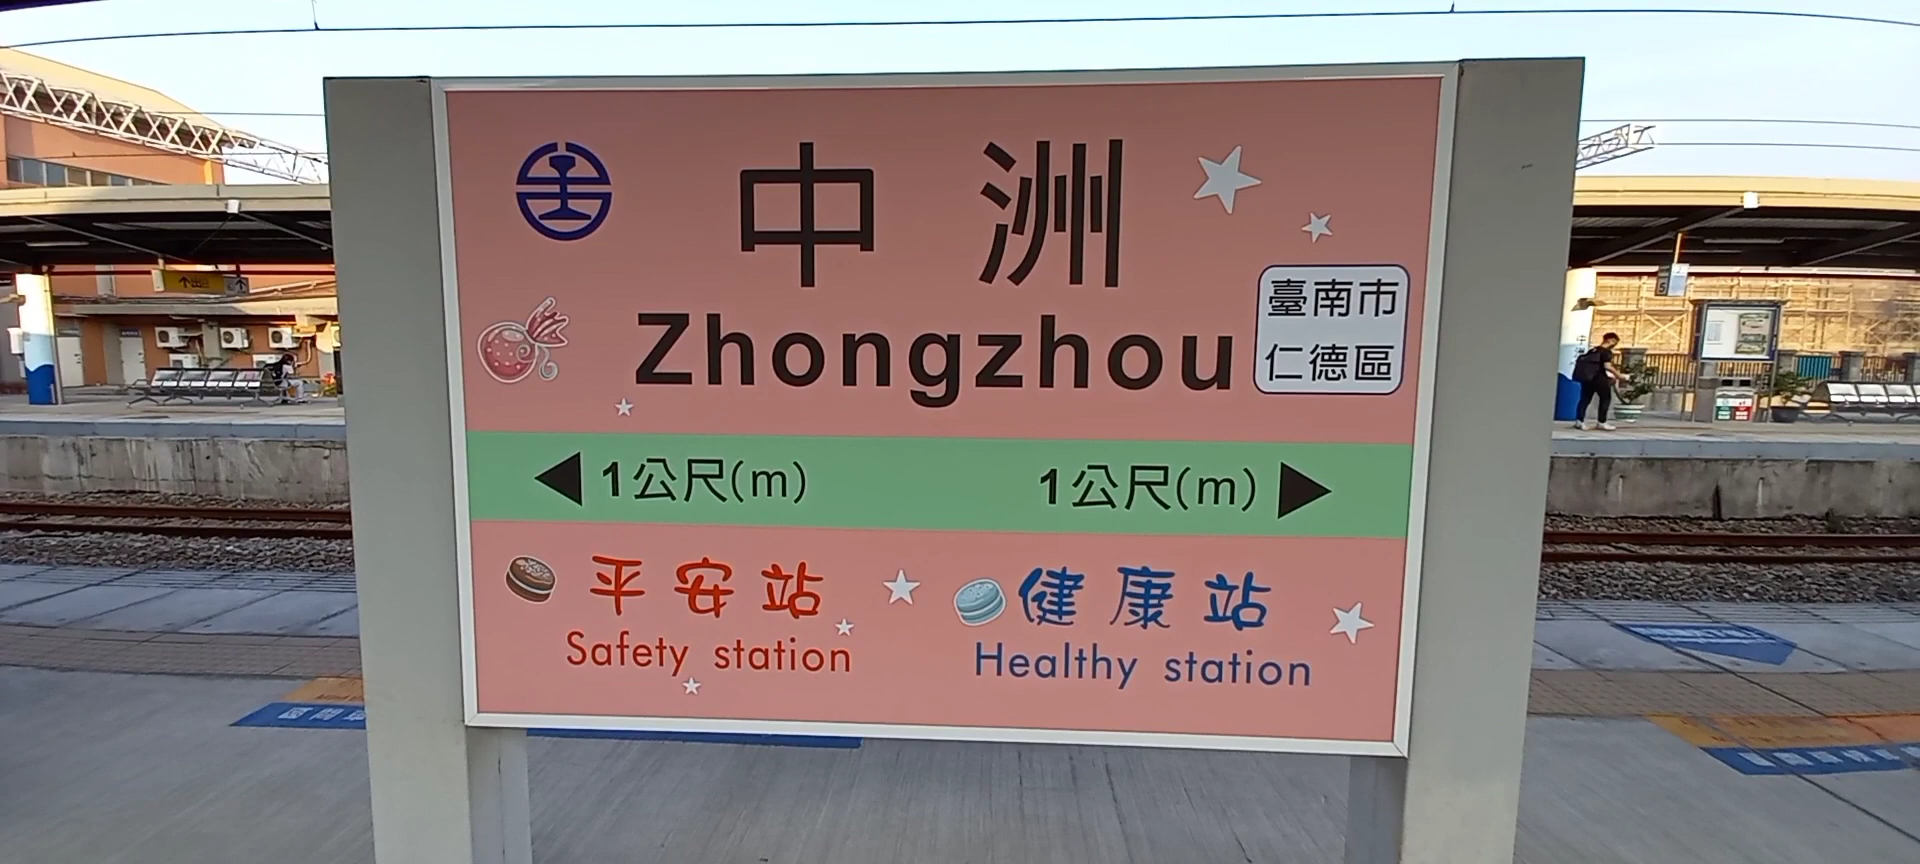 中洲
Zhongzhou
臺南市
仁德區
1公尺(m)
1公尺(m)
平安站
Safety station
健康站
Healthy station